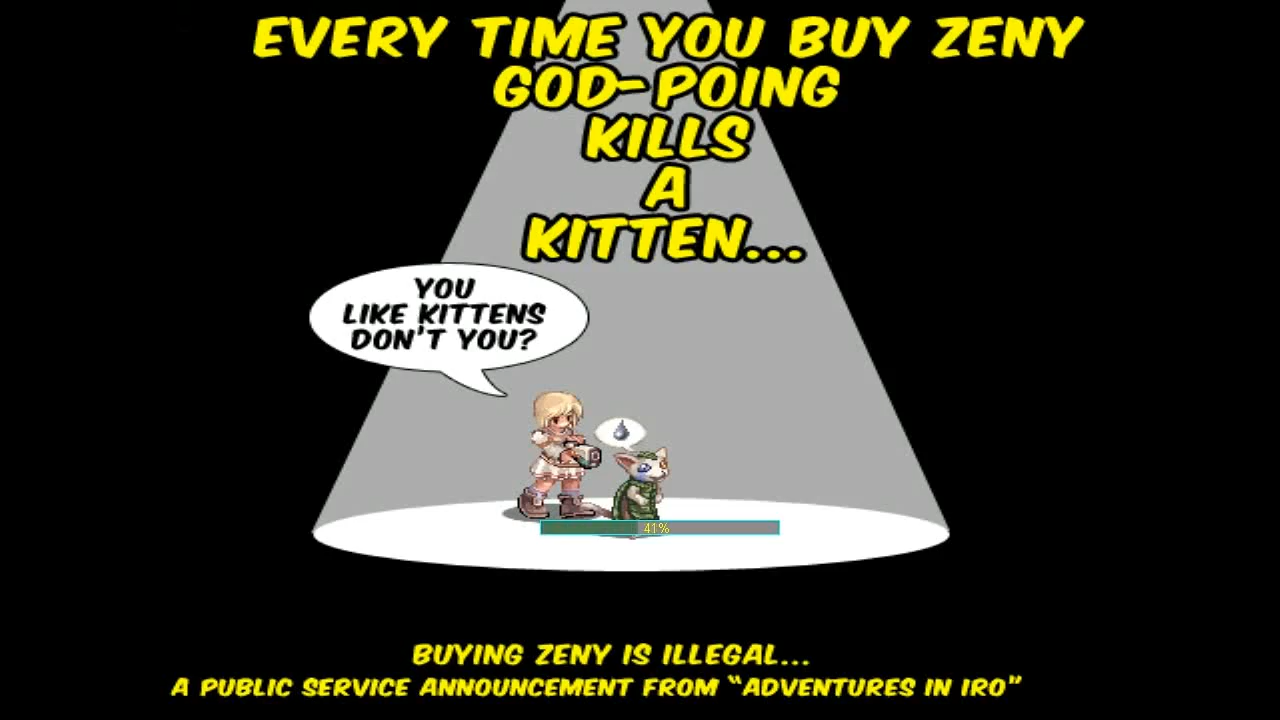 EVERY TIME YOU BUY ZENY
GOD-POING
KILLS
A
KITTEN...
YOU
LIKE KITTENS
DON'T YOU?
41%
BUYING ZENY IS ILLEGAL...
A PUBLIC SERVICE ANNOUNCEMENT FROM "ADVENTURES IN IRO"